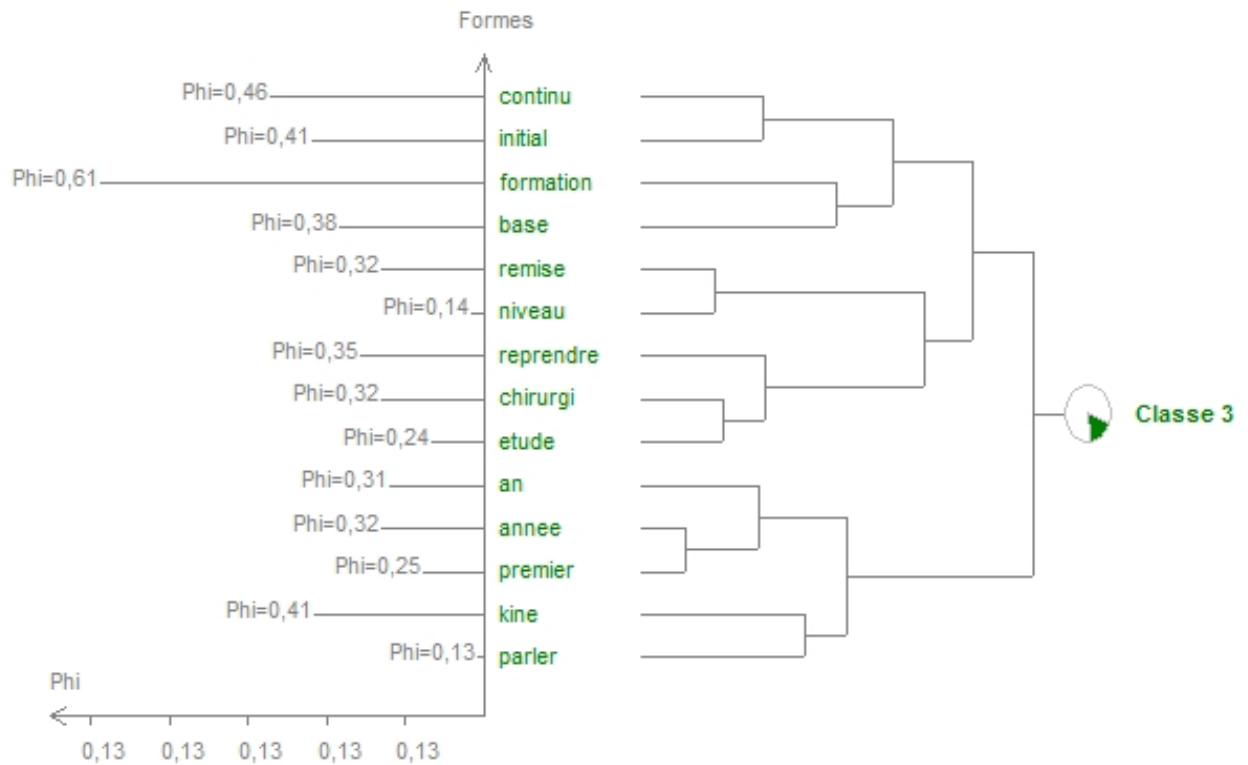 Formes
Phi=0,46 continu
Phi=0,41 initial
Phi=0,61 formation
Phi=0,38 base
Phi=0,32 remise
Phi=0,14 niveau
Phi=0,35 reprendre
Phi=0,32 chirurgi
Phi=0,24 etude
Phi=0,31 an
Phi=0,32 annee
Phi=0,25 premier
Phi=0,41 kine
Phi=0,13 parler
Classe 3
Phi
0,13 0,13 0,13 0,13 0,13